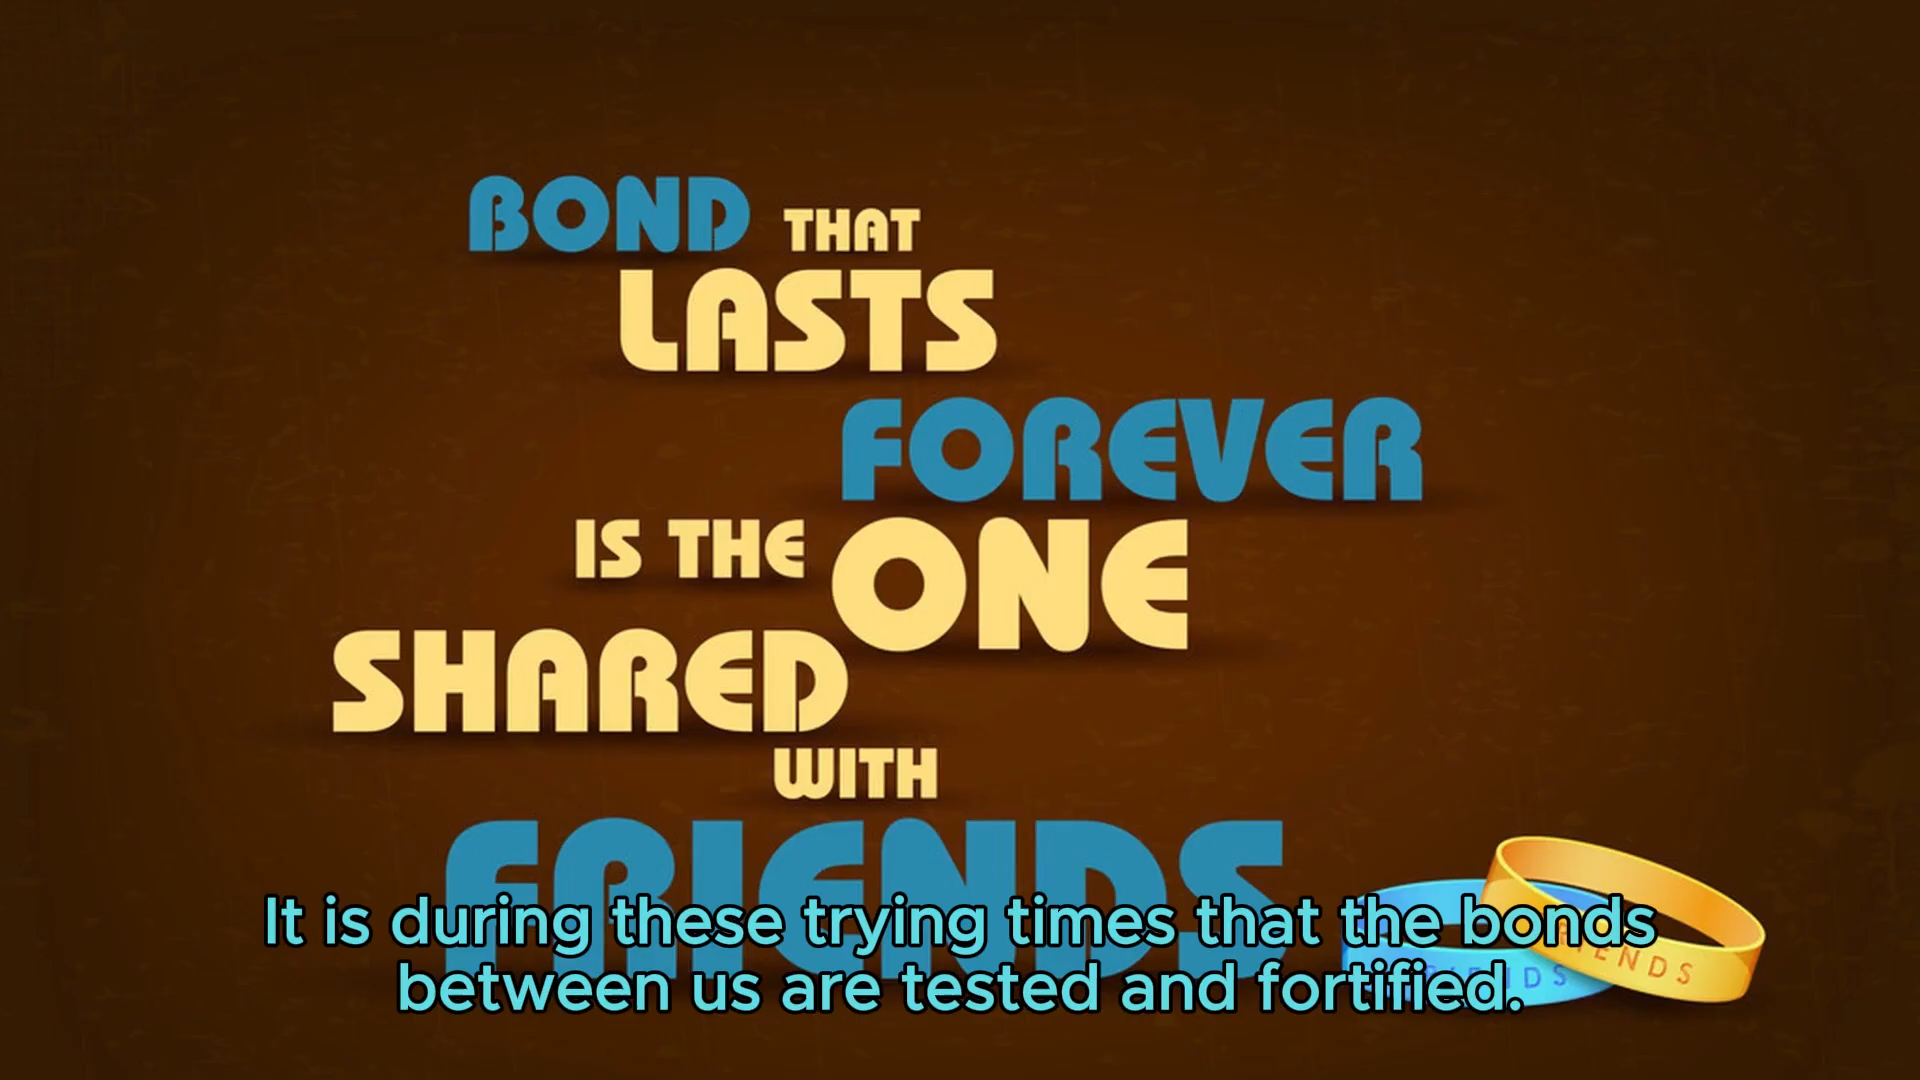 BOND THAT
LASTS
FOREVER
IS THE ONE
SHARED
WITH
FRIENDS
It is during these trying times that the bonds
between us are tested and fortified.